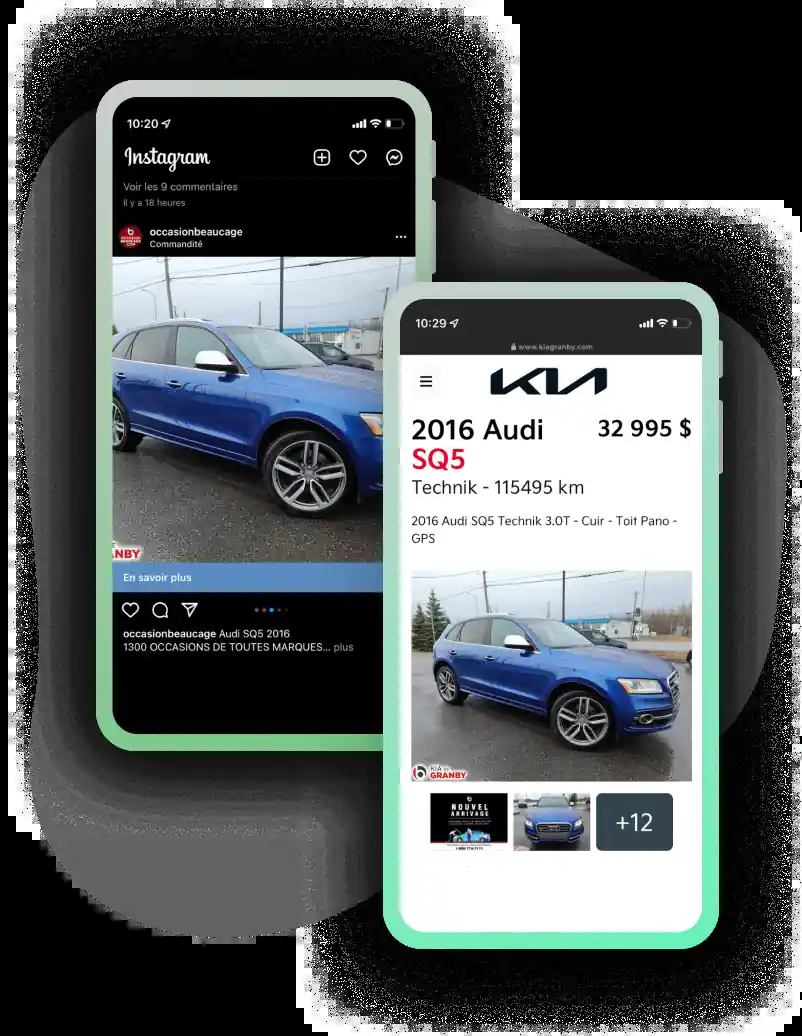 10:20
Instagram
Voir les 9 commentaires
il y a 18 heures
occasionbeaucage
Commandité
NBY
En savoir plus
occasionbeaucage Audi SQ5 2016
1300 OCCASIONS DE TOUTES MARQUES... plus
10:29
www.kiagranby.com
KIA
2016 Audi
32 995 $
SQ5
Technik - 115495 km
2016 Audi SQ5 Technik 3.0T - Cuir - Toit Pano -
GPS
KIA DE
GRANBY
NOUVEL
ARRIVAGE
+12